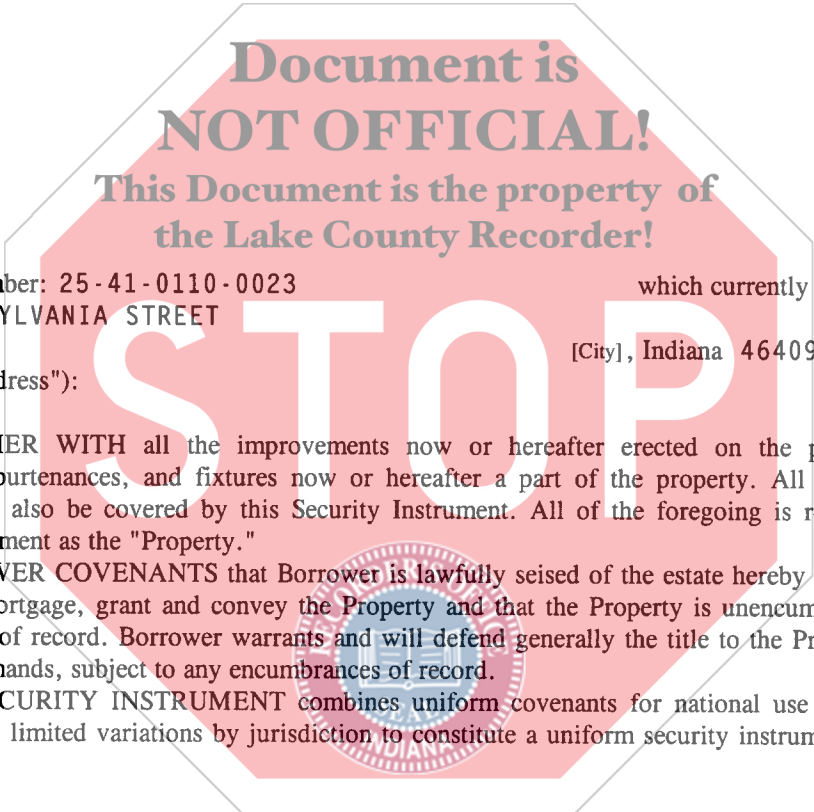 Document is
NOT OFFICIAL!
This Document is the property of
the Lake County Recorder!
ber: 25-41-0110-0023 which currently
YLVANIA STREET
[City], Indiana 46409
dress"):
STOP
ER WITH all the improvements now or hereafter erected on the p
urtenances, and fixtures now or hereafter a part of the property. All
also be covered by this Security Instrument. All of the foregoing is r
ment as the "Property."
VER COVENANTS that Borrower is lawfully seised of the estate hereby
ortgage, grant and convey the Property and that the Property is unencum
of record. Borrower warrants and will defend generally the title to the Pr
ands, subject to any encumbrances of record.
CURITY INSTRUMENT combines uniform covenants for national use
limited variations by jurisdiction to constitute a uniform security instrum
SEAL
INDIANA